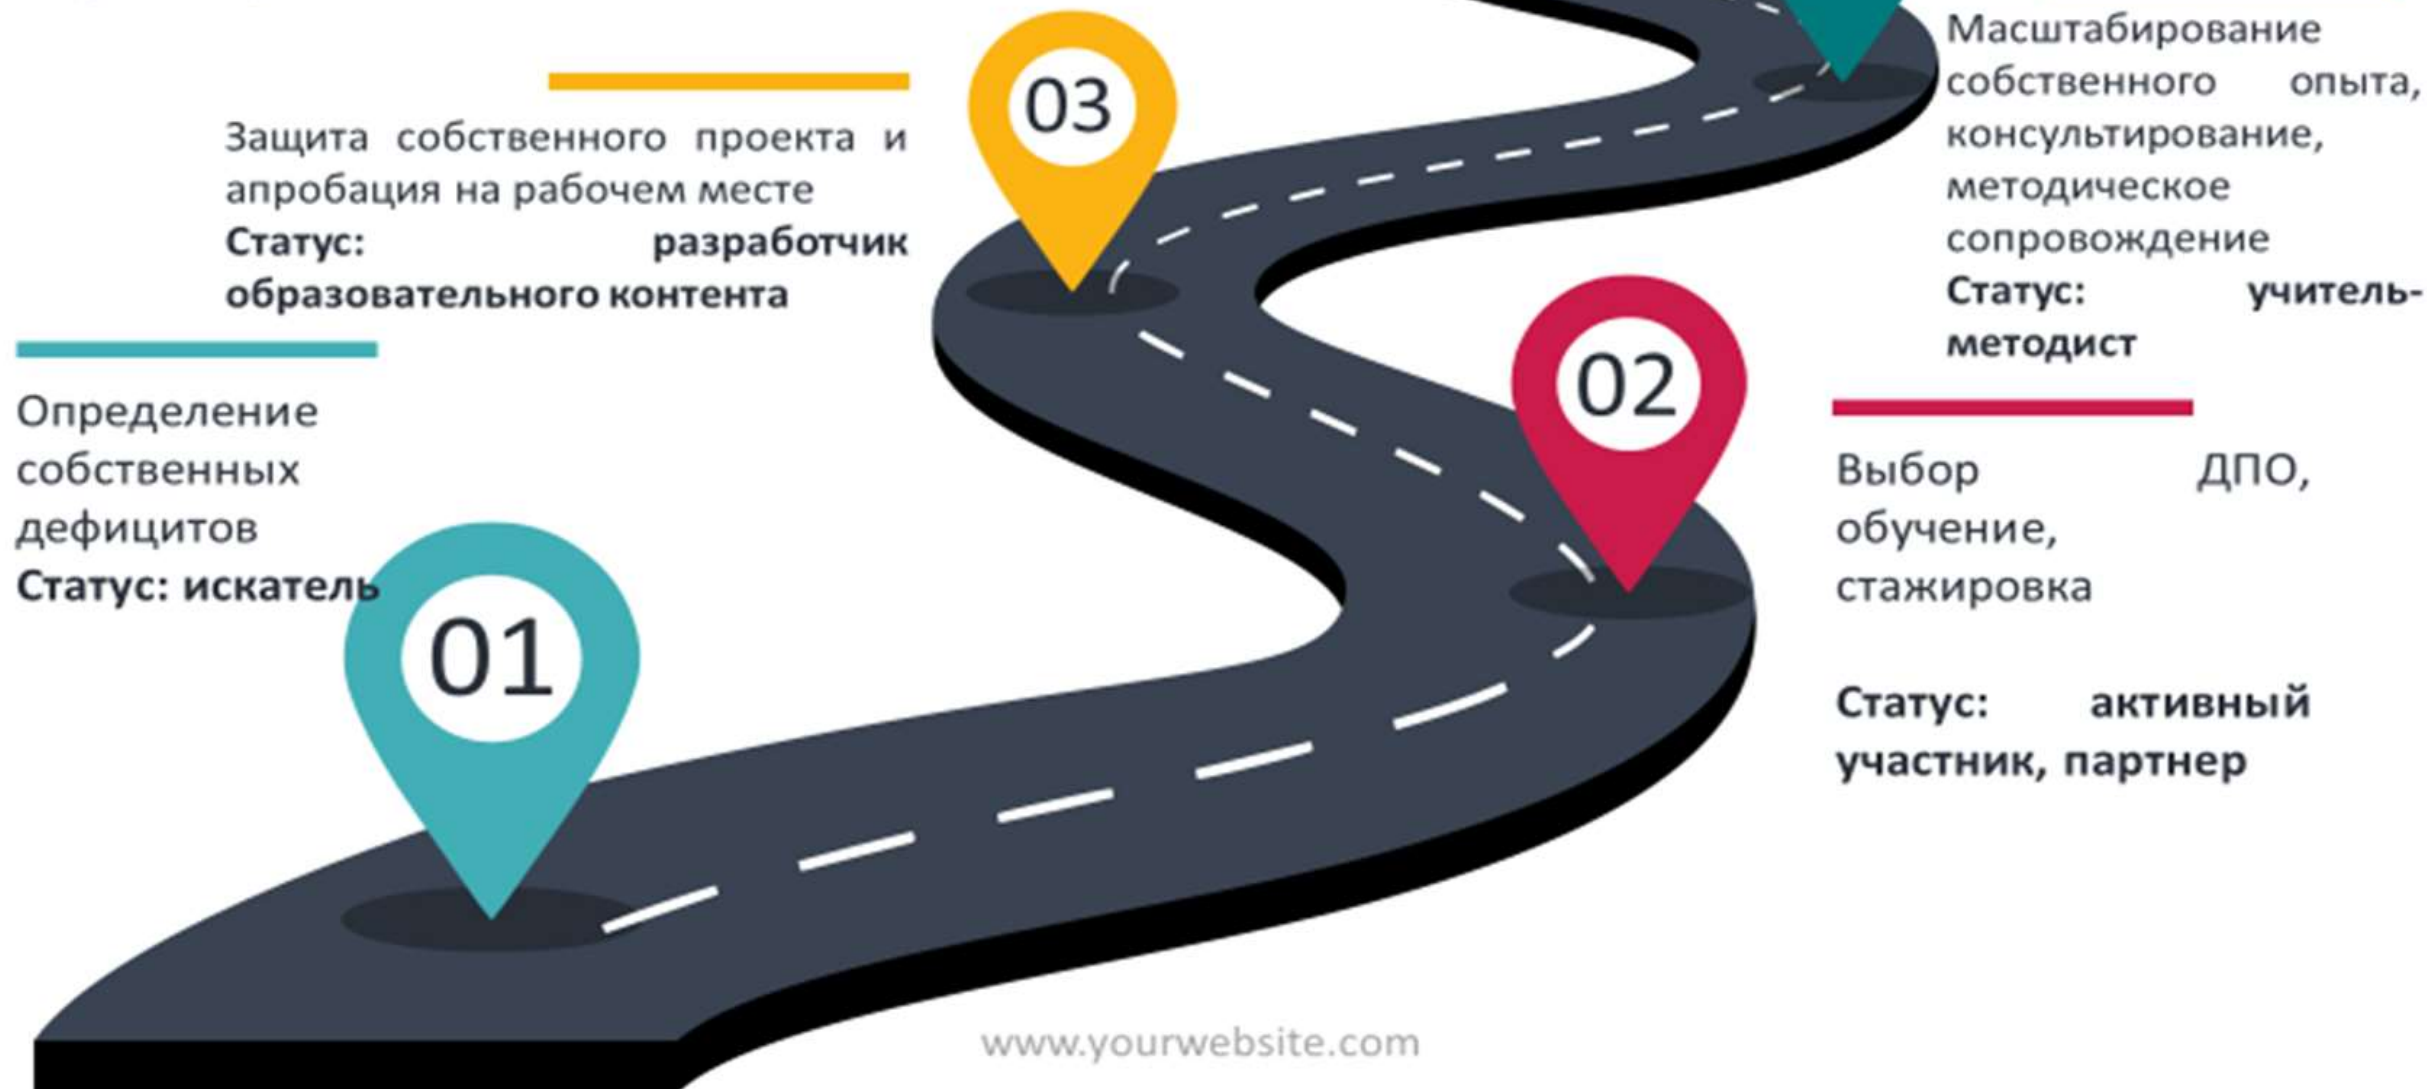 Масштабирование
собственного опыта,
консультирование,
методическое
сопровождение
Статус: учитель-
методист
03
Защита собственного проекта и
апробация на рабочем месте
Статус: разработчик
образовательного контента
02
Выбор ДПО,
обучение,
стажировка
Статус: активный
участник, партнер
Определение
собственных
дефицитов
Статус: искатель
01
www.yourwebsite.com